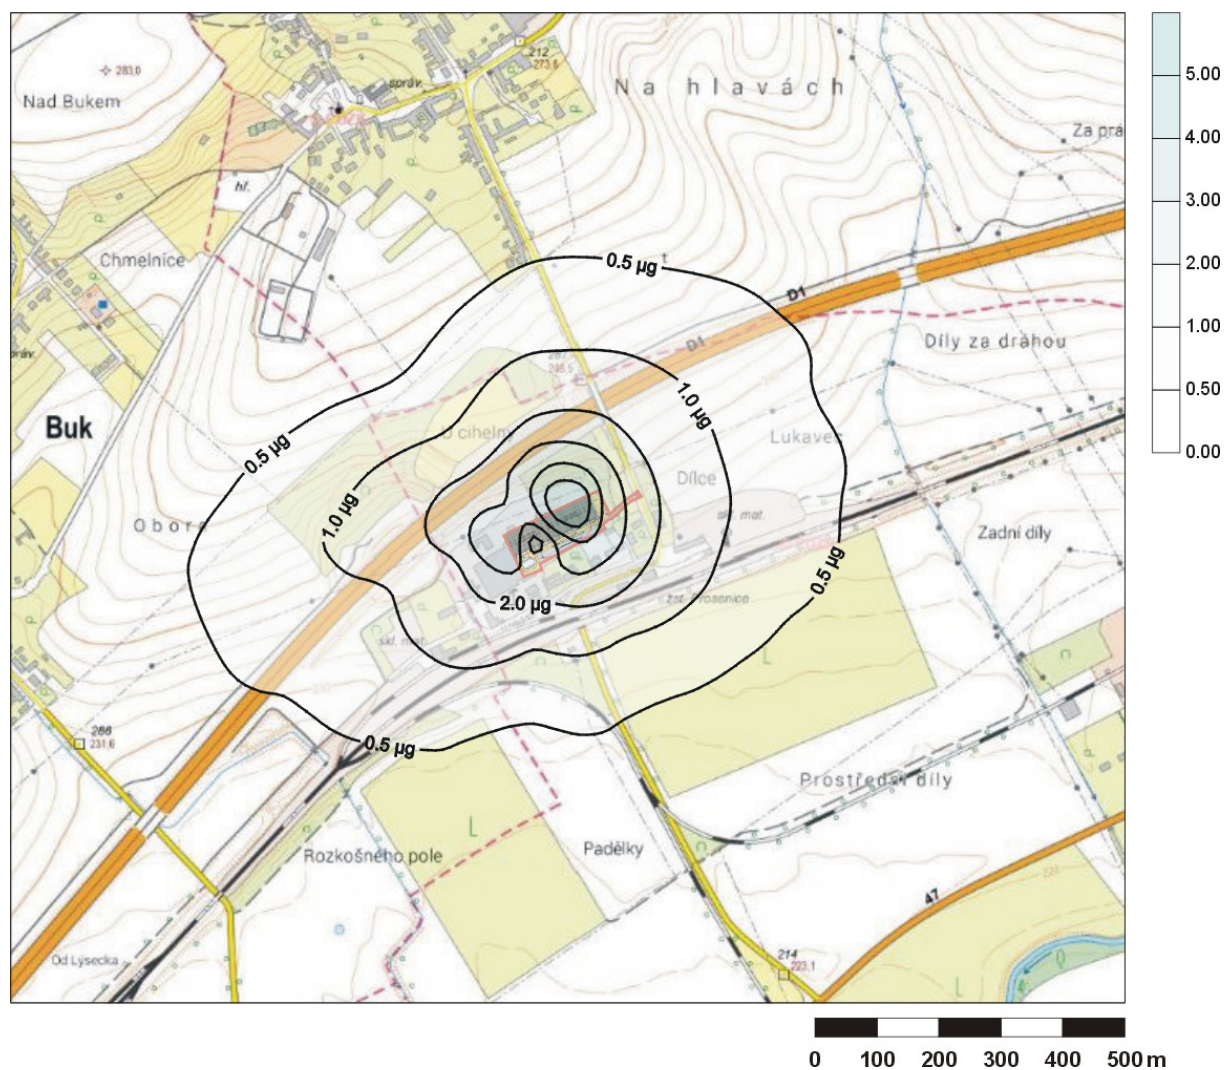 212
273.6
283.0
Nad Bukem
správ.
Na hlavách
5.00
Za prá
4.00
hř.
3.00
Chmelnice
0.5 µg
t
2.00
D1
1.00
Díly za dráhou
D1
0.50
Buk
1.0 µg
0.5 µg
U cihelny
Lukavec
0.00
Dílce
1.0 µg
Obora
skl. mat.
Zadní díly
0.5 µg
2.0 µg
žst. Prosenice
skl. mat.
L
286
231.6
0.5 µg
Prostřední díly
L
Padělky
Rozkošného pole
47
Od Lýsecka
214
223.1
L
0 100 200 300 400 500 m